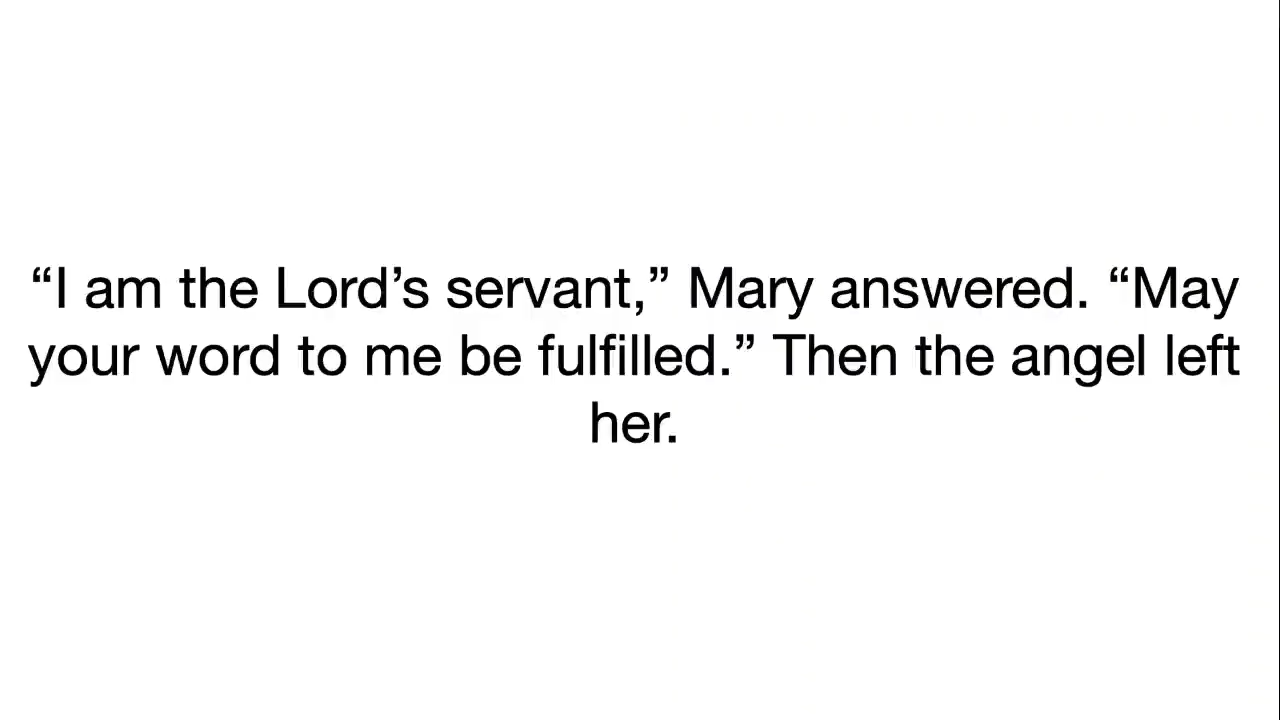 “I am the Lord’s servant,” Mary answered. “May
your word to me be fulfilled.” Then the angel left
her.